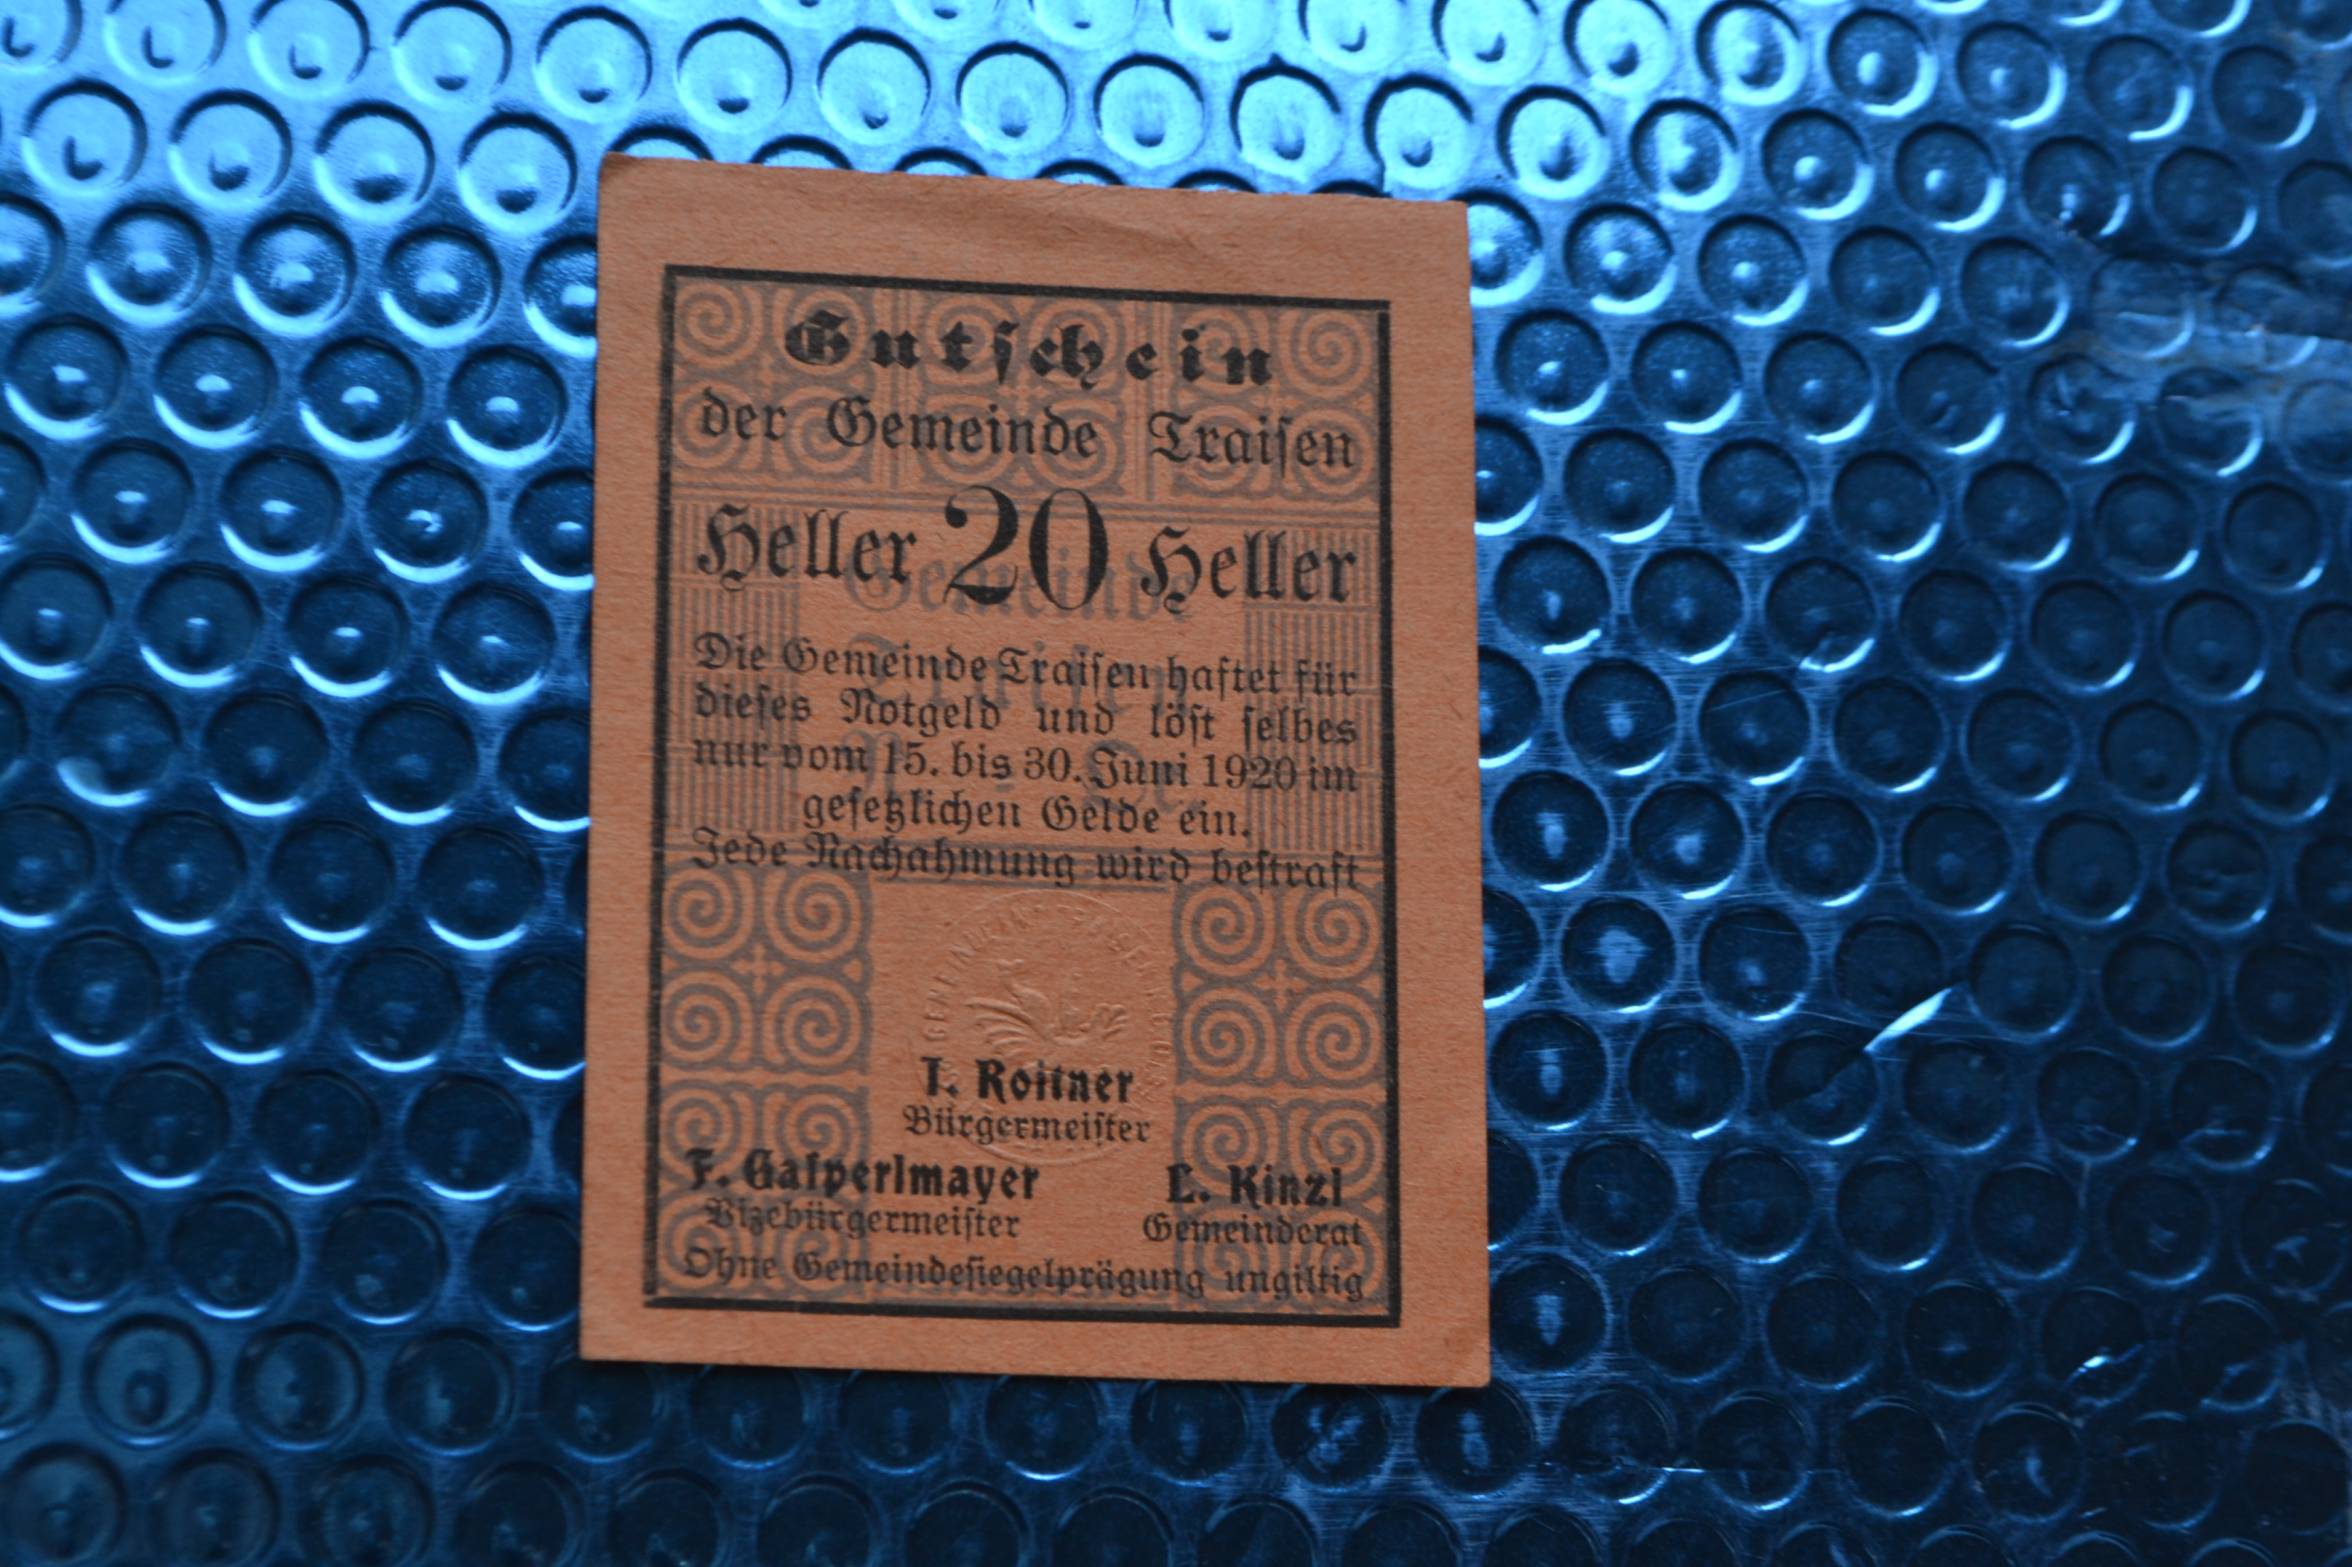 Gutschein
der Gemeinde Traisen
Heller 20 Heller
Gemeinde
Die Gemeinde Traisen haftet für
dieses Notgeld und löst selbes
nur vom 15. bis 30. Juni 1920 im
gesetzlichen Gelde ein.
Jede Nachahmung wird bestraft
I. Roitner
Bürgermeister
F. Gasperlmayer L. Kinzl
Vizebürgermeister Gemeinderat
Ohne Gemeindesiegelprägung ungiltig